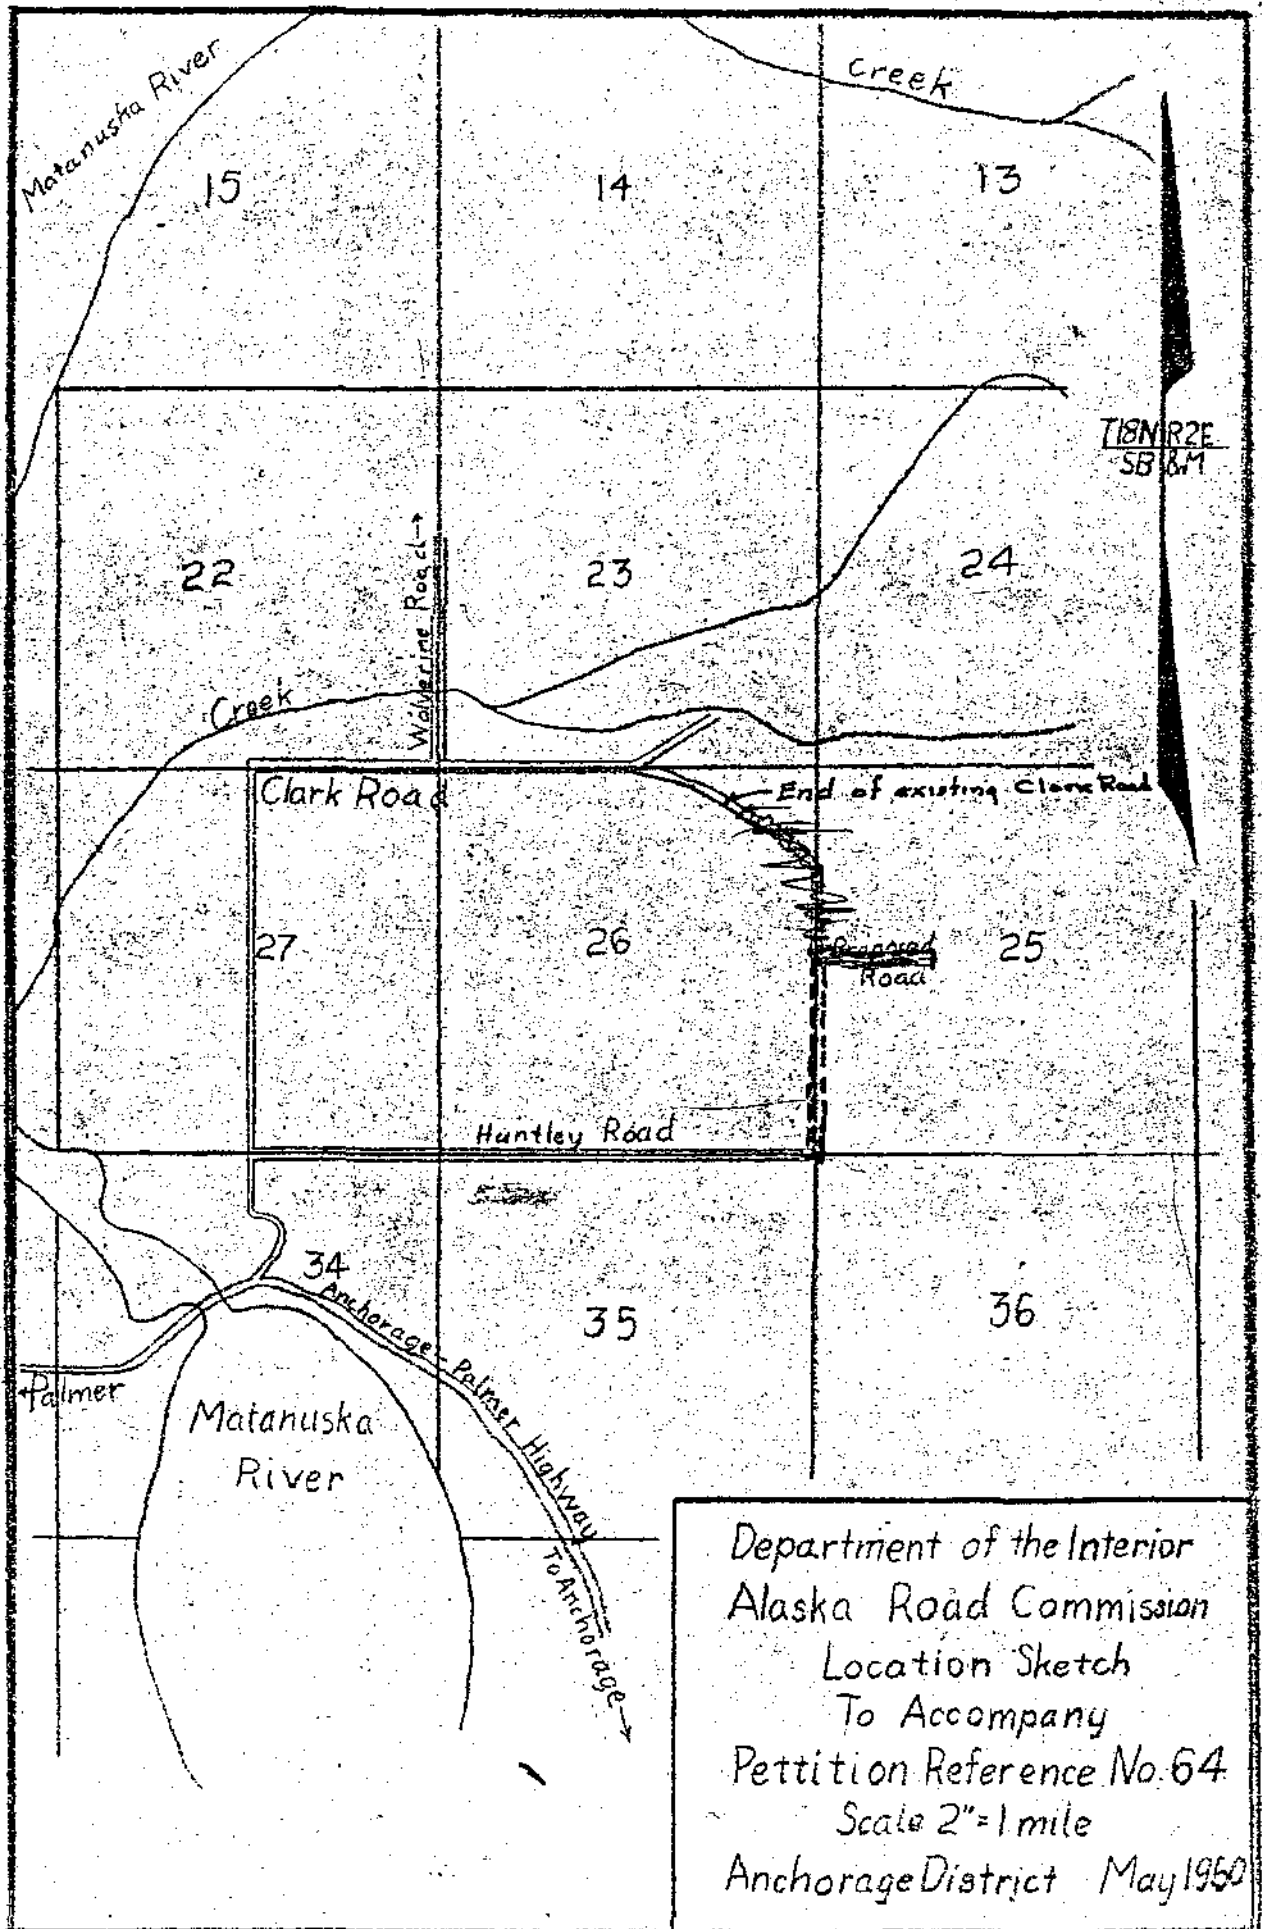 Matanuska River
Creek
15
14
13
T18N R2E
SB &M
22
Wolverine Road→
23
24
Creek
Clark Road
End of existing Clark Road
27
26
25
Proposed
Road
Huntley Road
34
Anchorage-Palmer Highway
35
36
Palmer
Matanuska
River
To Anchorage→
Department of the Interior
Alaska Road Commission
Location Sketch
To Accompany
Pettition Reference No. 64
Scale 2"=1 mile
Anchorage District May 1950